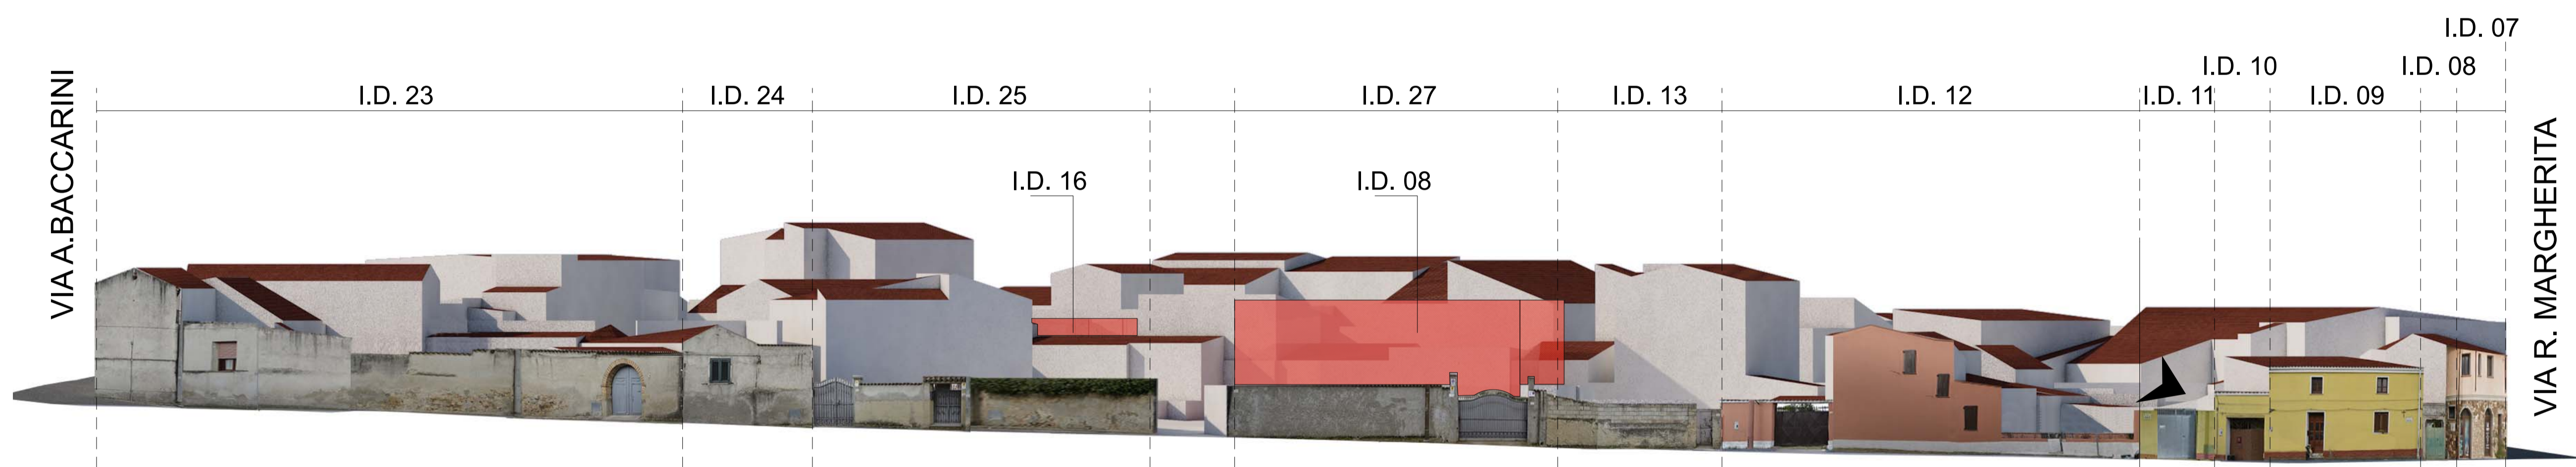 VIA A.BACCARINI
I.D. 23
I.D. 24
I.D. 25
I.D. 27
I.D. 13
I.D. 12
I.D. 11
I.D. 10
I.D. 09
I.D. 08
I.D. 07
I.D. 16
I.D. 08
VIA R. MARGHERITA